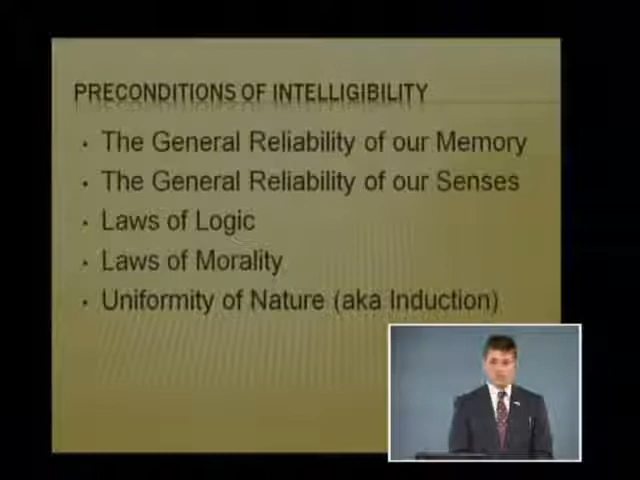 PRECONDITIONS OF INTELLIGIBILITY
• The General Reliability of our Memory
• The General Reliability of our Senses
• Laws of Logic
• Laws of Morality
• Uniformity of Nature (aka Induction)